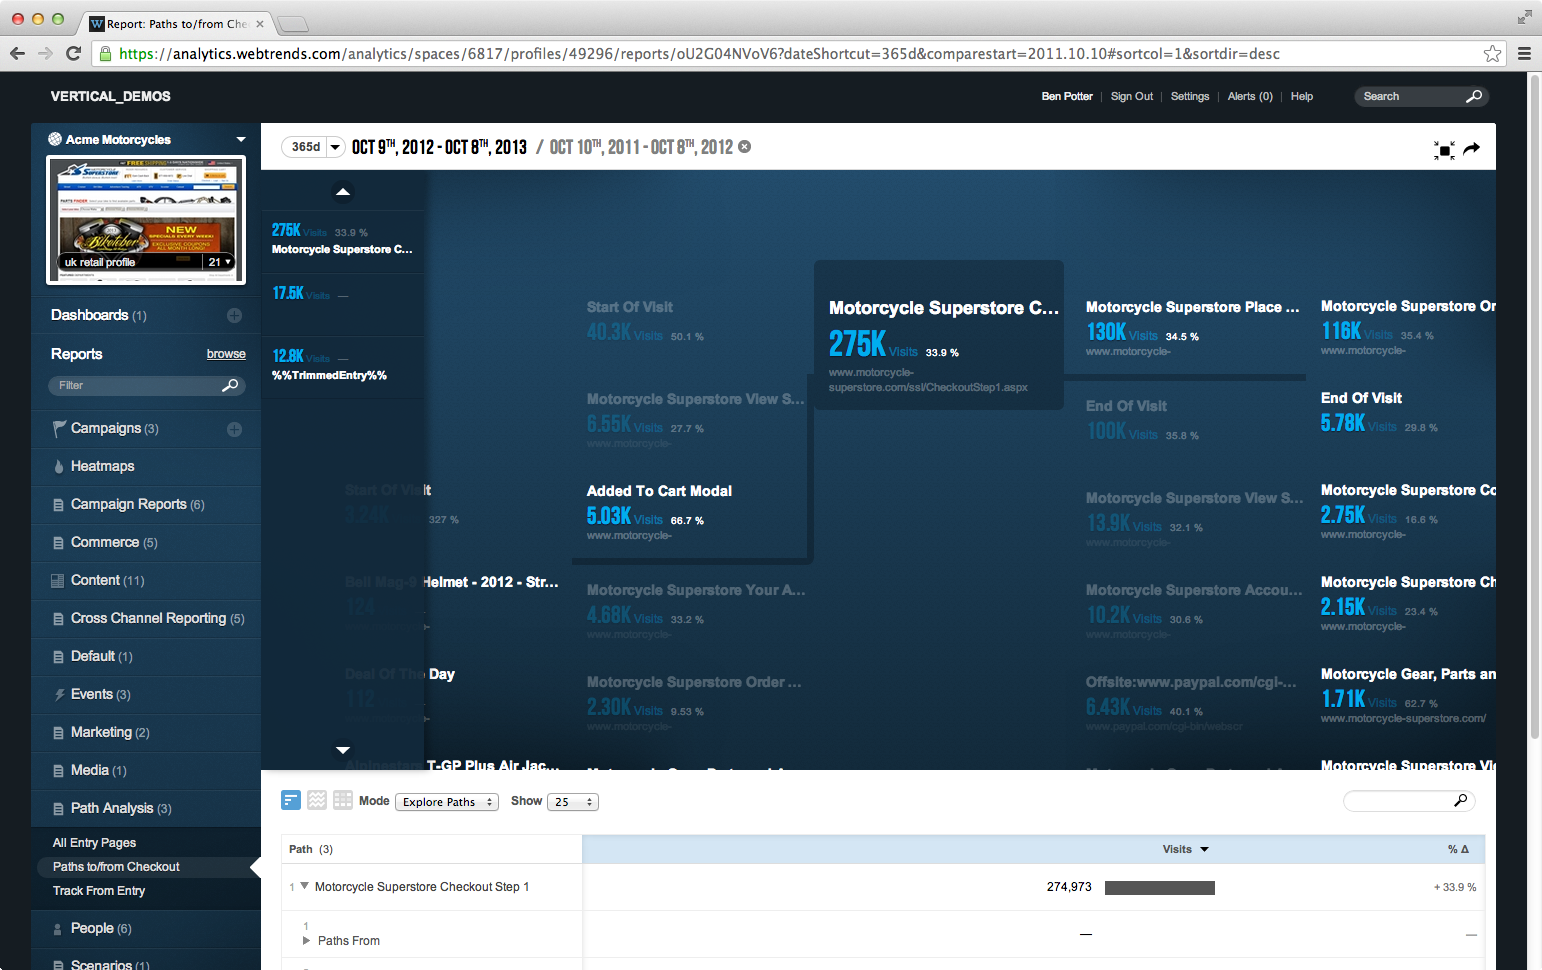 Report: Paths to/from Che
https://analytics.webtrends.com/analytics/spaces/6817/profiles/49296/reports/oU2G04NVoV6?dateShortcut=365d&comparestart=2011.10.10#sortcol=1&sortdir=desc
VERTICAL_DEMOS
Ben Potter | Sign Out | Settings | Alerts (0) | Help
Search
Acme Motorcycles
MOTORCYCLE
SUPERSTORE
NEW
SPECIALS EVERY WEEK!
EXCLUSIVE COUPONS
ALL MONTH LONG!
uk retail profile 21
Dashboards (1)
Reports browse
Filter
Campaigns (3)
Heatmaps
Campaign Reports (6)
Commerce (5)
Content (11)
Cross Channel Reporting (5)
Default (1)
Events (3)
Marketing (2)
Media (1)
Path Analysis (3)
All Entry Pages
Paths to/from Checkout
Track From Entry
People (6)
Scenarios (1)
365d OCT 9TH, 2012 - OCT 8TH, 2013 / OCT 10TH, 2011 - OCT 8TH, 2012
275K Visits 33.9 %
Motorcycle Superstore C...
17.5K Visits —
12.8K Visits —
%%TrimmedEntry%%
Start Of Visit
3.24K 327 %
Bell Mag-9 Helmet - 2012 - Str...
124
Deal Of The Day
112
Alpinestars T-GP Plus Air Jac...
Start Of Visit
40.3K Visits 50.1 %
Motorcycle Superstore View S...
6.55K Visits 27.7 %
www.motorcycle-
Added To Cart Modal
5.03K Visits 66.7 %
www.motorcycle-
Motorcycle Superstore Your A...
4.68K Visits 33.2 %
www.motorcycle-
Motorcycle Superstore Order ...
2.30K Visits 9.53 %
www.motorcycle-
Motorcycle Superstore C...
275K Visits 33.9 %
www.motorcycle-
superstore.com/ssl/CheckoutStep1.aspx
Motorcycle Superstore Place ...
130K Visits 34.5 %
www.motorcycle-
End Of Visit
100K Visits 35.8 %
Motorcycle Superstore View S...
13.9K Visits 32.1 %
www.motorcycle-
Motorcycle Superstore Accou...
10.2K Visits 30.6 %
www.motorcycle-
Offsite:www.paypal.com/cgi-...
6.43K Visits 40.1 %
www.paypal.com/cgi-bin/webscr
Motorcycle Superstore Or
116K Visits 35.4 %
www.motorcycle-
End Of Visit
5.78K Visits 29.8 %
Motorcycle Superstore Co
2.75K Visits 16.6 %
www.motorcycle-
Motorcycle Superstore Ch
2.15K Visits 23.4 %
www.motorcycle-
Motorcycle Gear, Parts an
1.71K Visits 62.7 %
www.motorcycle-superstore.com/
Motorcycle Superstore Vi
Mode Explore Paths Show 25
Path (3) Visits % Δ
1 Motorcycle Superstore Checkout Step 1 274,973 + 33.9 %
1
Paths From — —